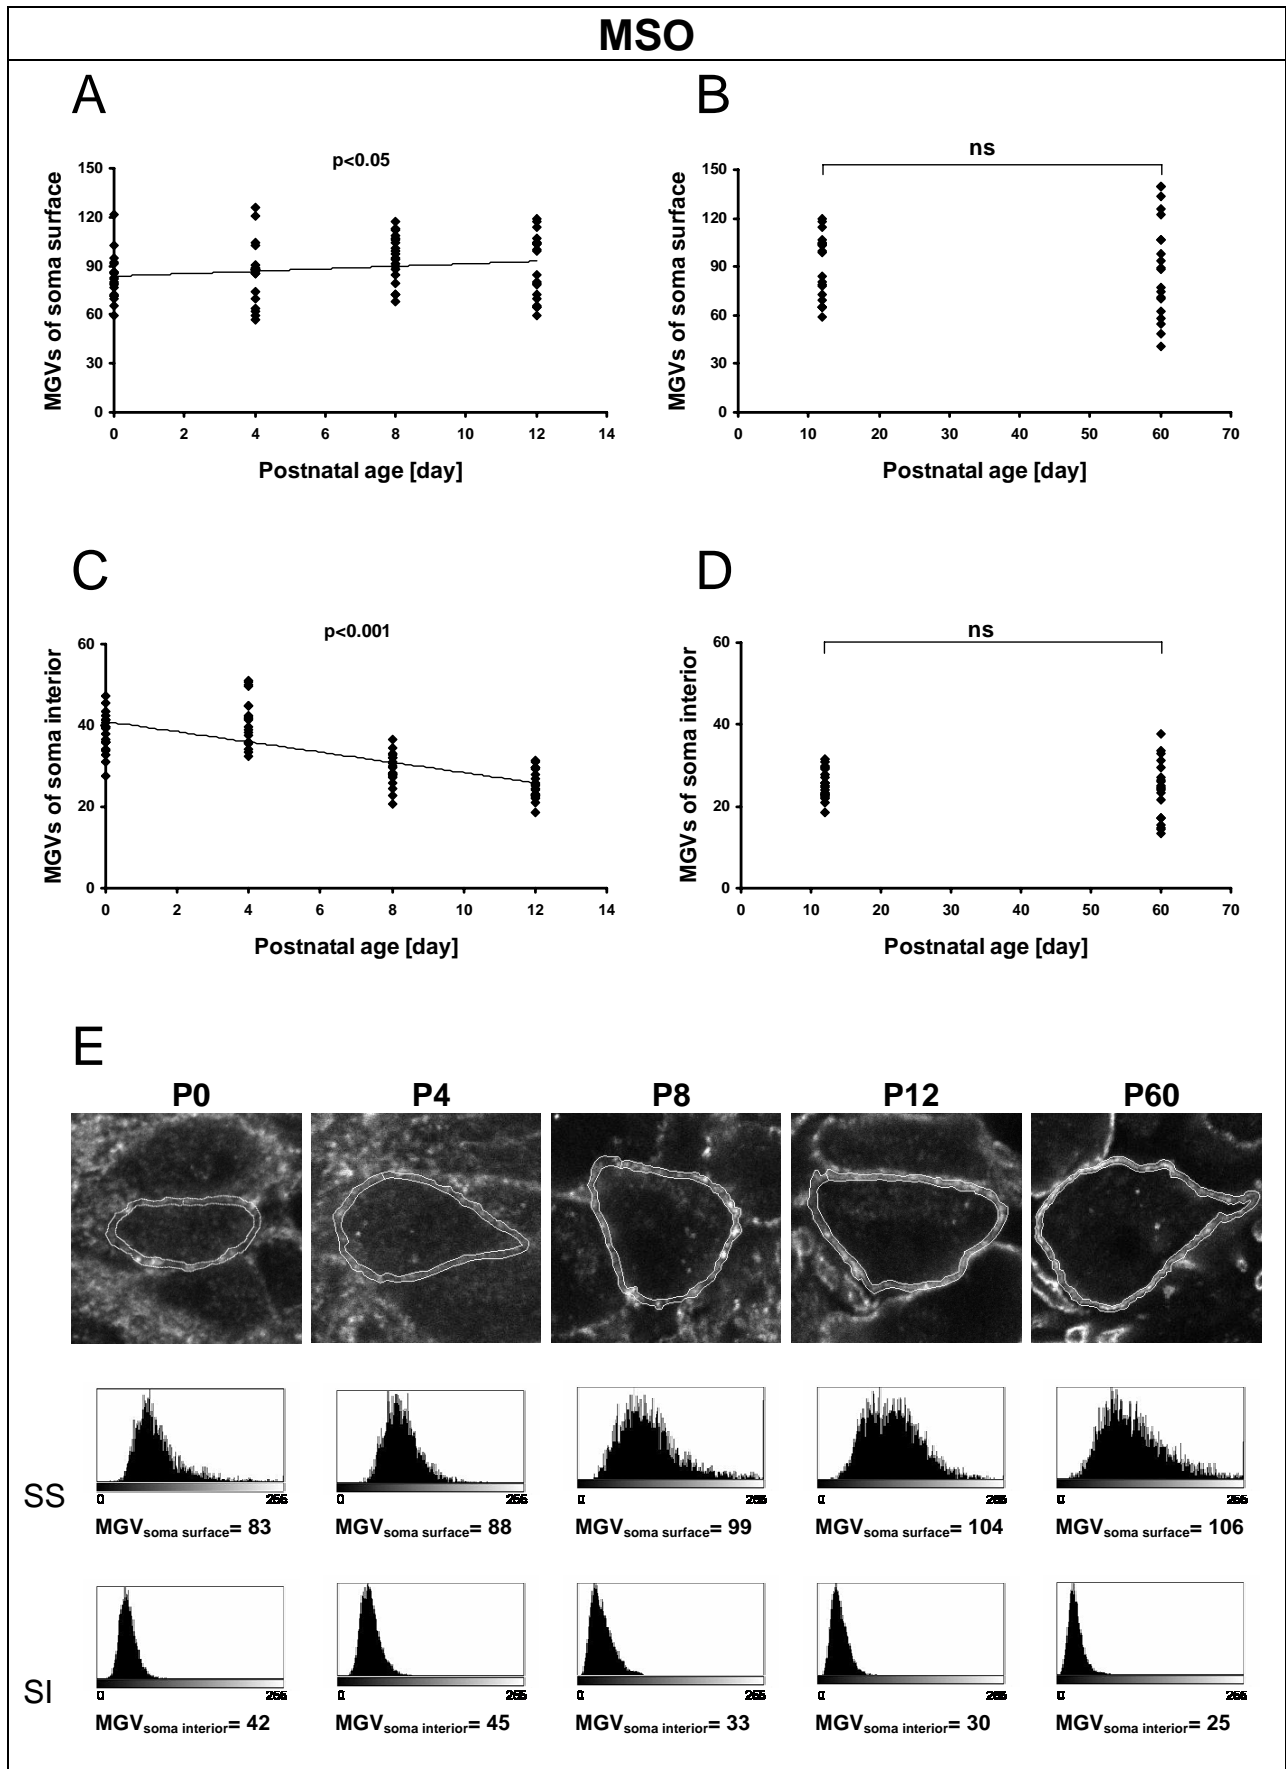 MSO
A
B
p<0.05
ns
MGVs of soma surface
150
120
90
60
30
0
0 2 4 6 8 10 12 14
Postnatal age [day]
MGVs of soma surface
150
120
90
60
30
0
0 10 20 30 40 50 60 70
Postnatal age [day]
C
D
p<0.001
ns
MGVs of soma interior
60
40
20
0
0 2 4 6 8 10 12 14
Postnatal age [day]
MGVs of soma interior
60
40
20
0
0 10 20 30 40 50 60 70
Postnatal age [day]
E
P0 P4 P8 P12 P60
SS
0 255 0 255 0 255 0 255 0 255
MGVsoma surface= 83 MGVsoma surface= 88 MGVsoma surface= 99 MGVsoma surface= 104 MGVsoma surface= 106
SI
0 255 0 255 0 255 0 255 0 255
MGVsoma interior= 42 MGVsoma interior= 45 MGVsoma interior= 33 MGVsoma interior= 30 MGVsoma interior= 25